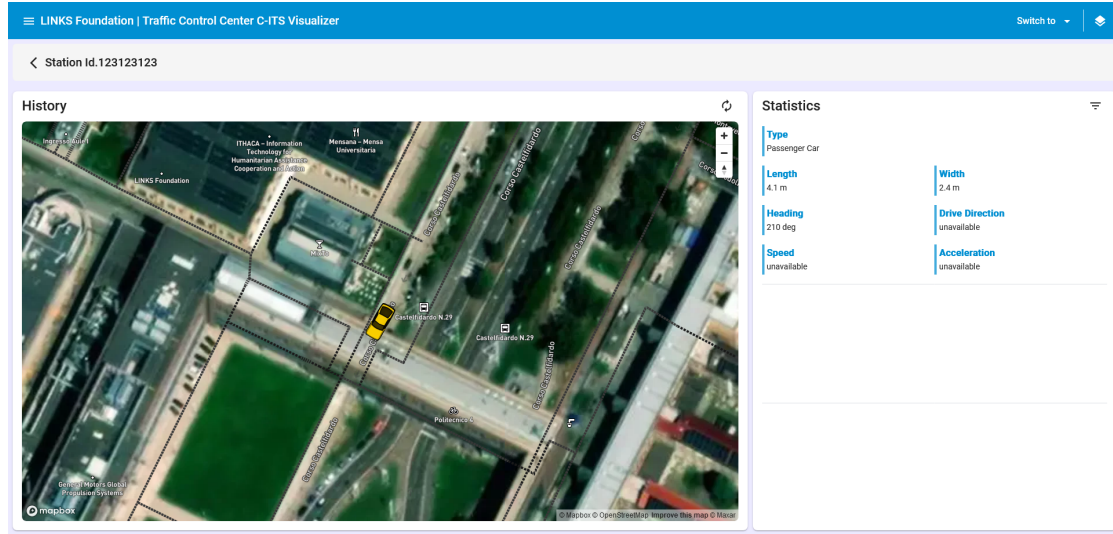 LINKS Foundation | Traffic Control Center C-ITS Visualizer
Switch to
Station Id.123123123
History
Statistics
Type
Passenger Car
Length
4.1 m
Width
2.4 m
Heading
210 deg
Drive Direction
unavailable
Speed
unavailable
Acceleration
unavailable
Ingresso Aule I
ITHACA – Information
Technology for
Humanitarian Assistance
Cooperation and Action
Mensana – Mensa
Universitaria
LINKS Foundation
Corso Castelfidardo
Corso Castelfidardo
Corso Castelfidardo
Castelfidardo N.29
Castelfidardo N.29
Corso Castelfidardo
Politecnico 4
Corso Castelfidardo
General Motors Global
Propulsion Systems
mapbox
© Mapbox © OpenStreetMap Improve this map © Maxar